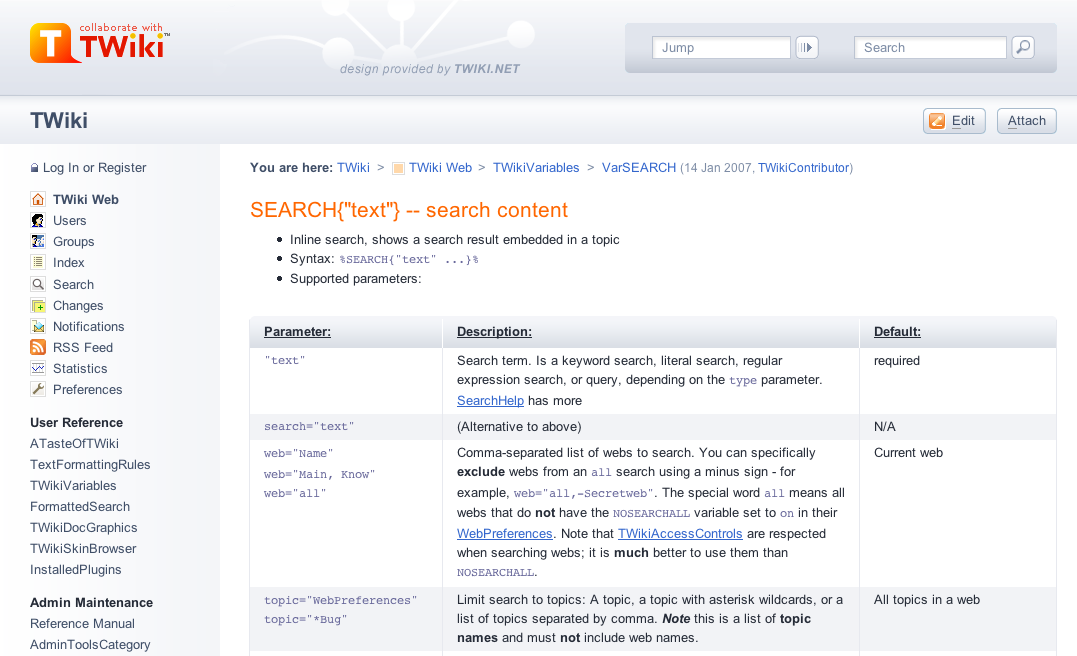 collaborate with
TWiki™
design provided by TWIKI.NET
Jump
Search
TWiki
Edit
Attach
Log In or Register
TWiki Web
Users
Groups
Index
Search
Changes
Notifications
RSS Feed
Statistics
Preferences
User Reference
ATasteOfTWiki
TextFormattingRules
TWikiVariables
FormattedSearch
TWikiDocGraphics
TWikiSkinBrowser
InstalledPlugins
Admin Maintenance
Reference Manual
AdminToolsCategory
You are here: TWiki > TWiki Web > TWikiVariables > VarSEARCH (14 Jan 2007, TWikiContributor)
SEARCH{"text"} -- search content
• Inline search, shows a search result embedded in a topic
• Syntax: %SEARCH{"text" ...}%
• Supported parameters:
Parameter: Description: Default:
"text"
Search term. Is a keyword search, literal search, regular
expression search, or query, depending on the type parameter.
SearchHelp has more
required
search="text" (Alternative to above) N/A
web="Name"
web="Main, Know"
web="all"
Comma-separated list of webs to search. You can specifically
exclude webs from an all search using a minus sign - for
example, web="all,-Secretweb". The special word all means all
webs that do not have the NOSEARCHALL variable set to on in their
WebPreferences. Note that TWikiAccessControls are respected
when searching webs; it is much better to use them than
NOSEARCHALL.
Current web
topic="WebPreferences"
topic="*Bug"
Limit search to topics: A topic, a topic with asterisk wildcards, or a
list of topics separated by comma. Note this is a list of topic
names and must not include web names.
All topics in a web